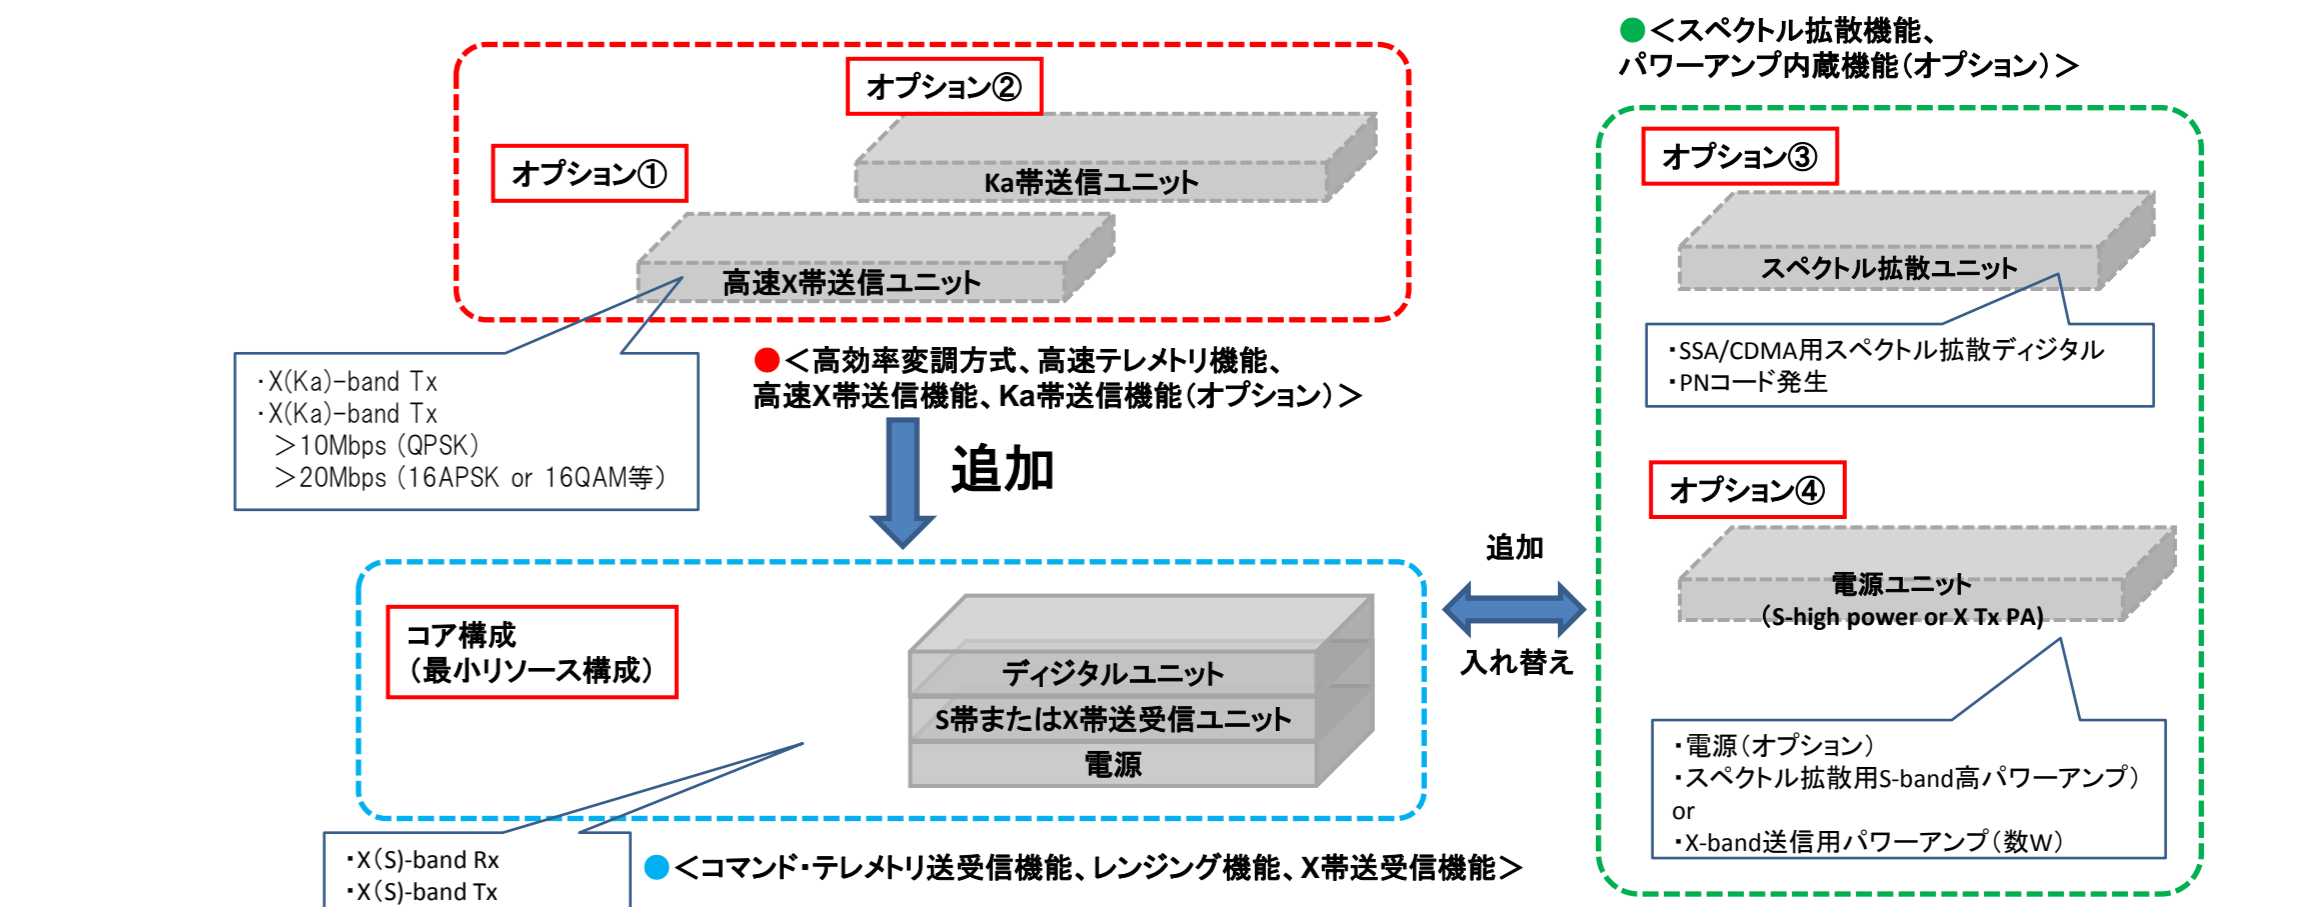 ●＜スペクトル拡散機能、
パワーアンプ内蔵機能（オプション）＞
オプション②
オプション①
Ka帯送信ユニット
高速X帯送信ユニット
・X(Ka)-band Tx
・X(Ka)-band Tx
＞10Mbps (QPSK)
＞20Mbps (16APSK or 16QAM等)
●＜高効率変調方式、高速テレメトリ機能、
高速X帯送信機能、Ka帯送信機能（オプション）＞
追加
オプション③
スペクトル拡散ユニット
・SSA/CDMA用スペクトル拡散ディジタル
・PNコード発生
オプション④
電源ユニット
（S-high power or X Tx PA)
・電源（オプション）
・スペクトル拡散用S-band高パワーアンプ）
or
・X-band送信用パワーアンプ（数W）
追加
入れ替え
コア構成
（最小リソース構成）
ディジタルユニット
S帯またはX帯送受信ユニット
電源
・X（S)-band Rx
・X（S)-band Tx
●＜コマンド・テレメトリ送受信機能、レンジング機能、X帯送受信機能＞